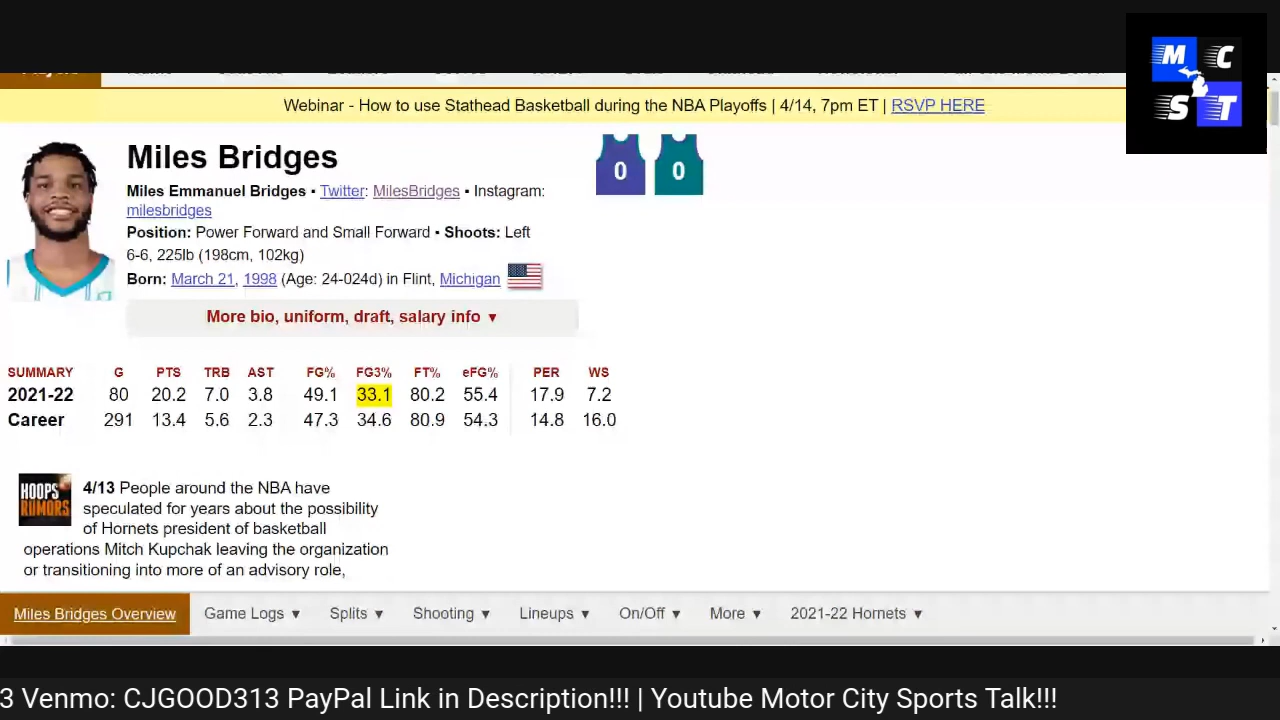 Webinar - How to use Stathead Basketball during the NBA Playoffs | 4/14, 7pm ET | RSVP HERE
M C
S T
Miles Bridges
0 0
Miles Emmanuel Bridges ▪ Twitter: MilesBridges ▪ Instagram:
milesbridges
Position: Power Forward and Small Forward ▪ Shoots: Left
6-6, 225lb (198cm, 102kg)
Born: March 21, 1998 (Age: 24-024d) in Flint, Michigan
More bio, uniform, draft, salary info ▼
SUMMARY G PTS TRB AST FG% FG3% FT% eFG% PER WS
2021-22 80 20.2 7.0 3.8 49.1 33.1 80.2 55.4 17.9 7.2
Career 291 13.4 5.6 2.3 47.3 34.6 80.9 54.3 14.8 16.0
HOOPS
RUMORS
4/13 People around the NBA have
speculated for years about the possibility
of Hornets president of basketball
operations Mitch Kupchak leaving the organization
or transitioning into more of an advisory role,
Miles Bridges Overview Game Logs ▼ Splits ▼ Shooting ▼ Lineups ▼ On/Off ▼ More ▼ 2021-22 Hornets ▼
3 Venmo: CJGOOD313 PayPal Link in Description!!! | Youtube Motor City Sports Talk!!!